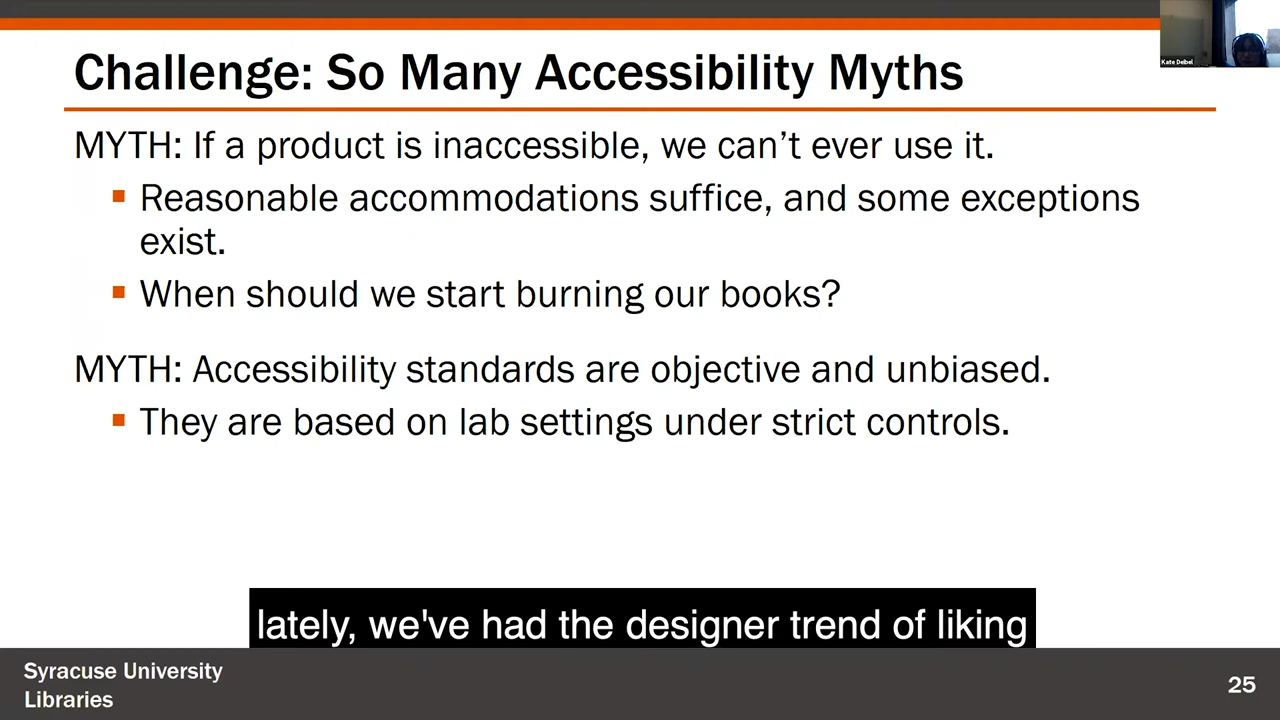 Challenge: So Many Accessibility Myths
Kate Deibel
MYTH: If a product is inaccessible, we can’t ever use it.
Reasonable accommodations suffice, and some exceptions
exist.
When should we start burning our books?
MYTH: Accessibility standards are objective and unbiased.
They are based on lab settings under strict controls.
lately, we've had the designer trend of liking
Syracuse University
Libraries
25